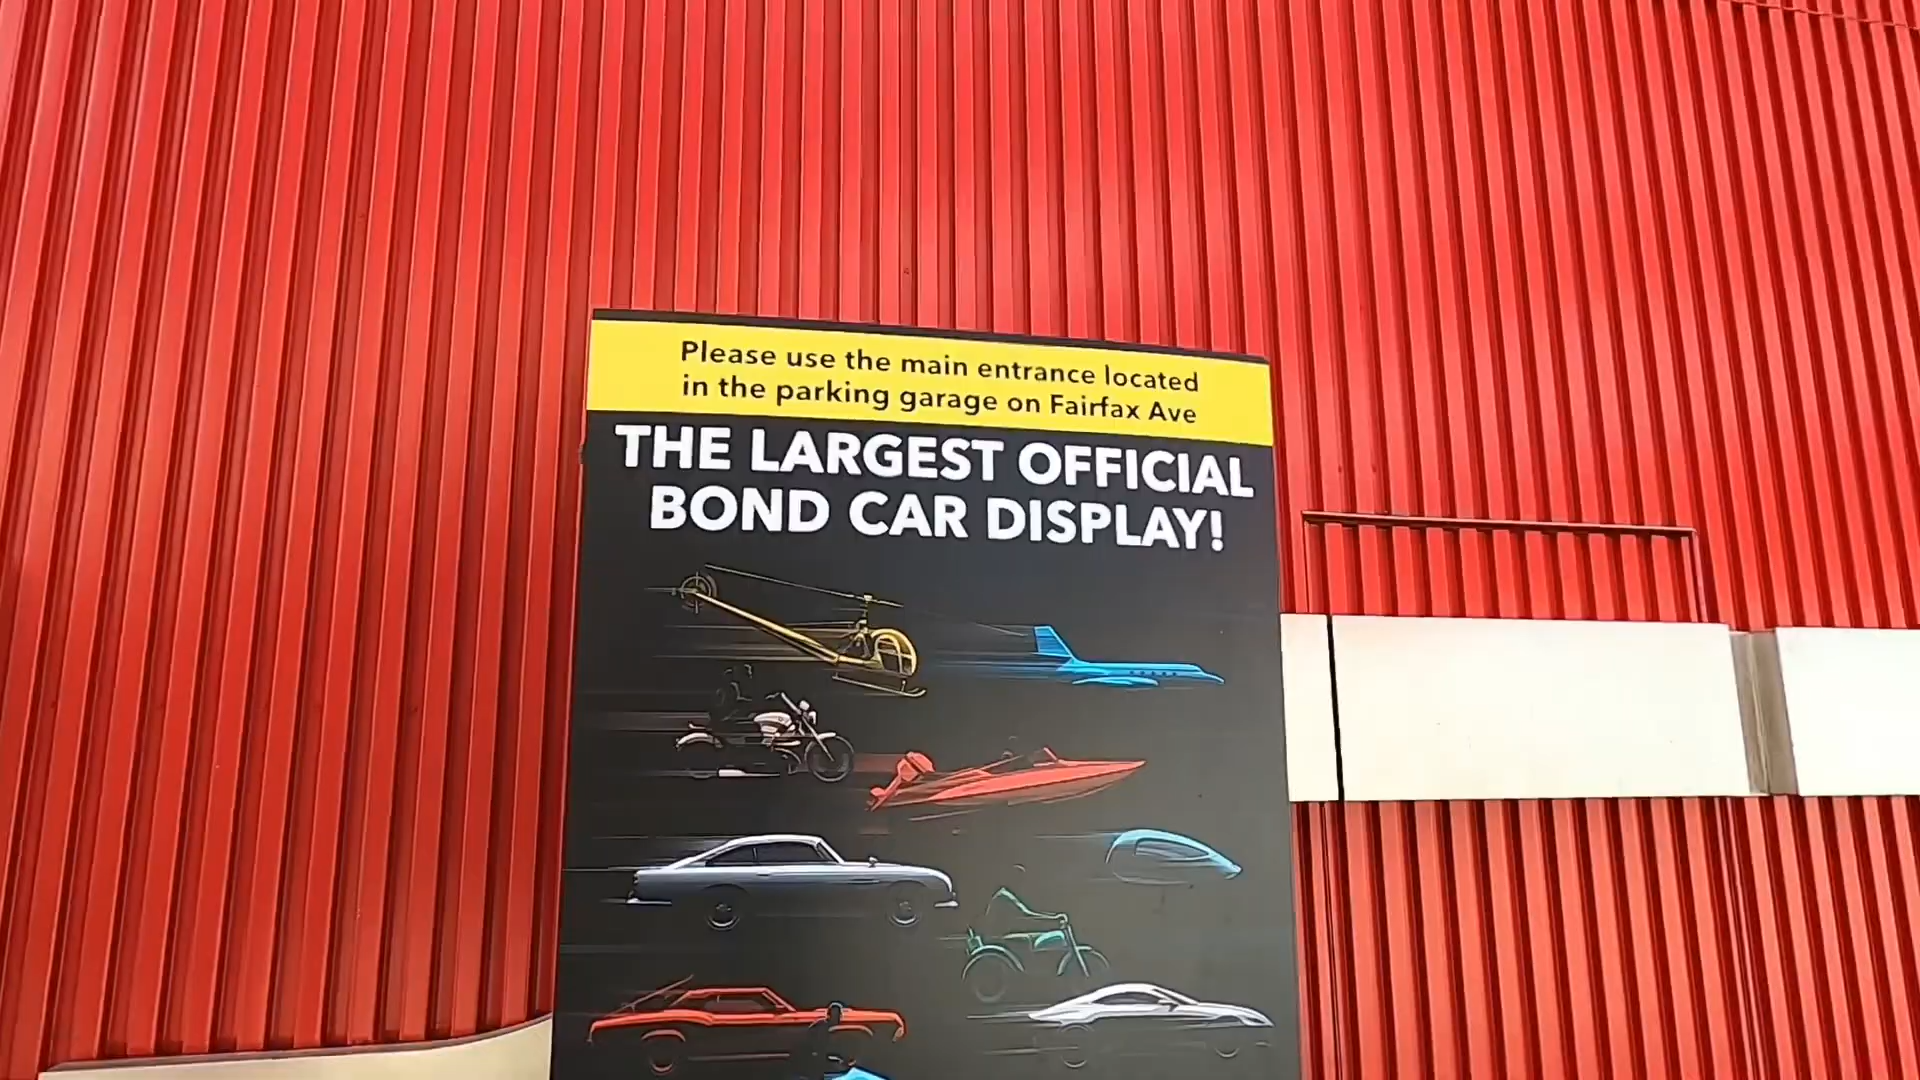 Please use the main entrance located
in the parking garage on Fairfax Ave
THE LARGEST OFFICIAL
BOND CAR DISPLAY!